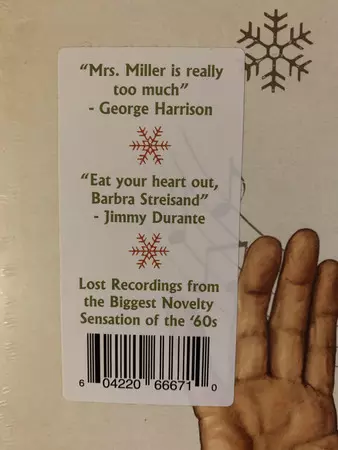 “Mrs. Miller is really
too much”
- George Harrison
“Eat your heart out,
Barbra Streisand”
- Jimmy Durante
Lost Recordings from
the Biggest Novelty
Sensation of the ‘60s
6 04220 66671 0